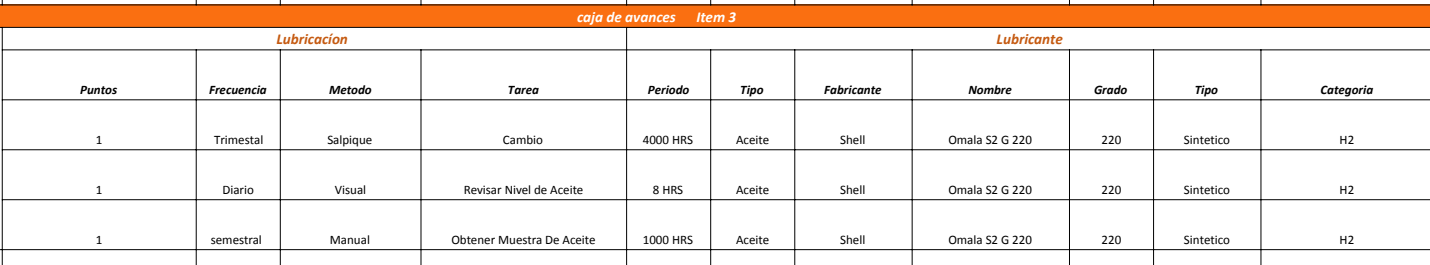 caja de avances Item 3
Lubricacion Lubricante
Puntos Frecuencia Metodo Tarea Periodo Tipo Fabricante Nombre Grado Tipo Categoria
1 Trimestal Salpique Cambio 4000 HRS Aceite Shell Omala S2 G 220 220 Sintetico H2
1 Diario Visual Revisar Nivel de Aceite 8 HRS Aceite Shell Omala S2 G 220 220 Sintetico H2
1 semestral Manual Obtener Muestra De Aceite 1000 HRS Aceite Shell Omala S2 G 220 220 Sintetico H2